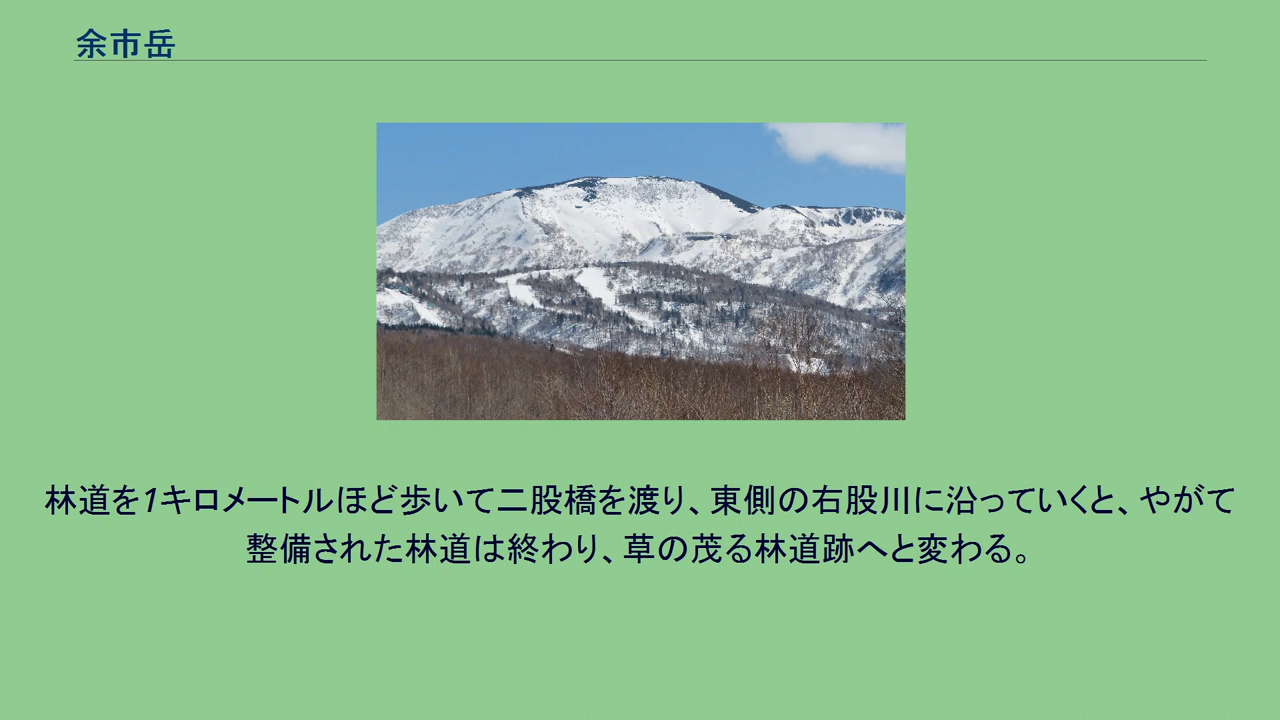 余市岳
林道を1キロメートルほど歩いて二股橋を渡り、東側の右股川に沿っていくと、やがて
整備された林道は終わり、草の茂る林道跡へと変わる。